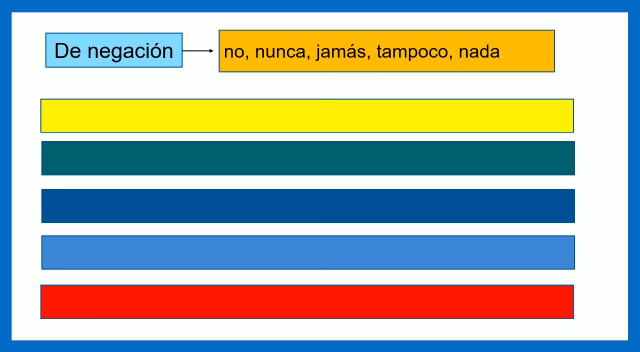 De negación
no, nunca, jamás, tampoco, nada